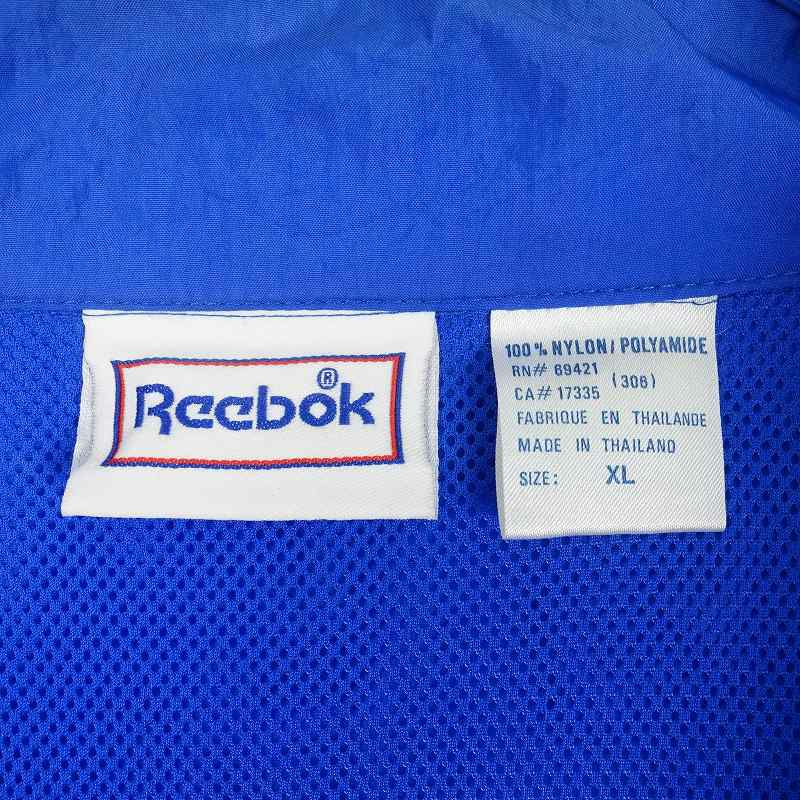 Reebok®
100% NYLON/POLYAMIDE
RN# 69421
CA# 17335 (306)
FABRIQUE EN THAILANDE
MADE IN THAILAND
SIZE: XL